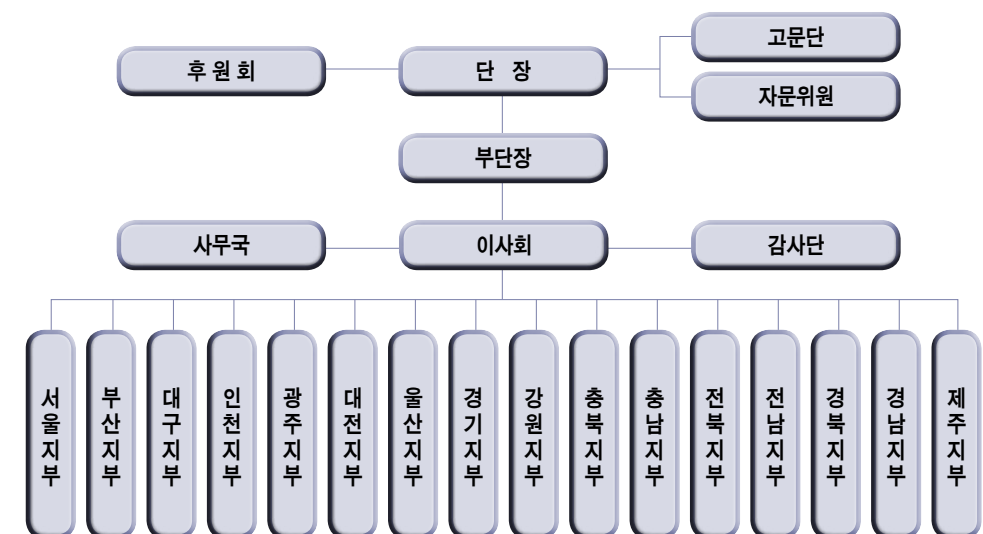 고문단
후 원 회
단 장
자문위원
부단장
사무국
이사회
감사단
서울지부
부산지부
대구지부
인천지부
광주지부
대전지부
울산지부
경기지부
강원지부
충북지부
충남지부
전북지부
전남지부
경북지부
경남지부
제주지부